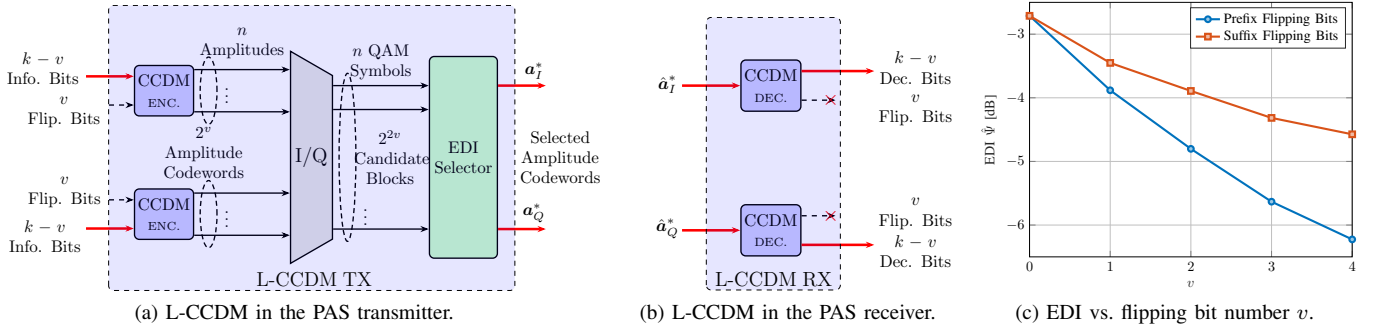 n
Amplitudes
n QAM
Symbols
k − v
Info. Bits
CCDM
ENC.
v
Flip. Bits
⋮
a*_I
2^v
Amplitude
Codewords
I/Q
2^{2v}
Candidate
Blocks
EDI
Selector
Selected
Amplitude
Codewords
v
Flip. Bits
CCDM
ENC.
k − v
Info. Bits
⋮
⋮
a*_Q
L-CCDM TX
(a) L-CCDM in the PAS transmitter.
â*_I
CCDM
DEC.
k − v
Dec. Bits
v
Flip. Bits
â*_Q
CCDM
DEC.
v
Flip. Bits
k − v
Dec. Bits
L-CCDM RX
(b) L-CCDM in the PAS receiver.
Prefix Flipping Bits
Suffix Flipping Bits
EDI Ψ̂ [dB]
−3
−4
−5
−6
0 1 2 3 4
v
(c) EDI vs. flipping bit number v.